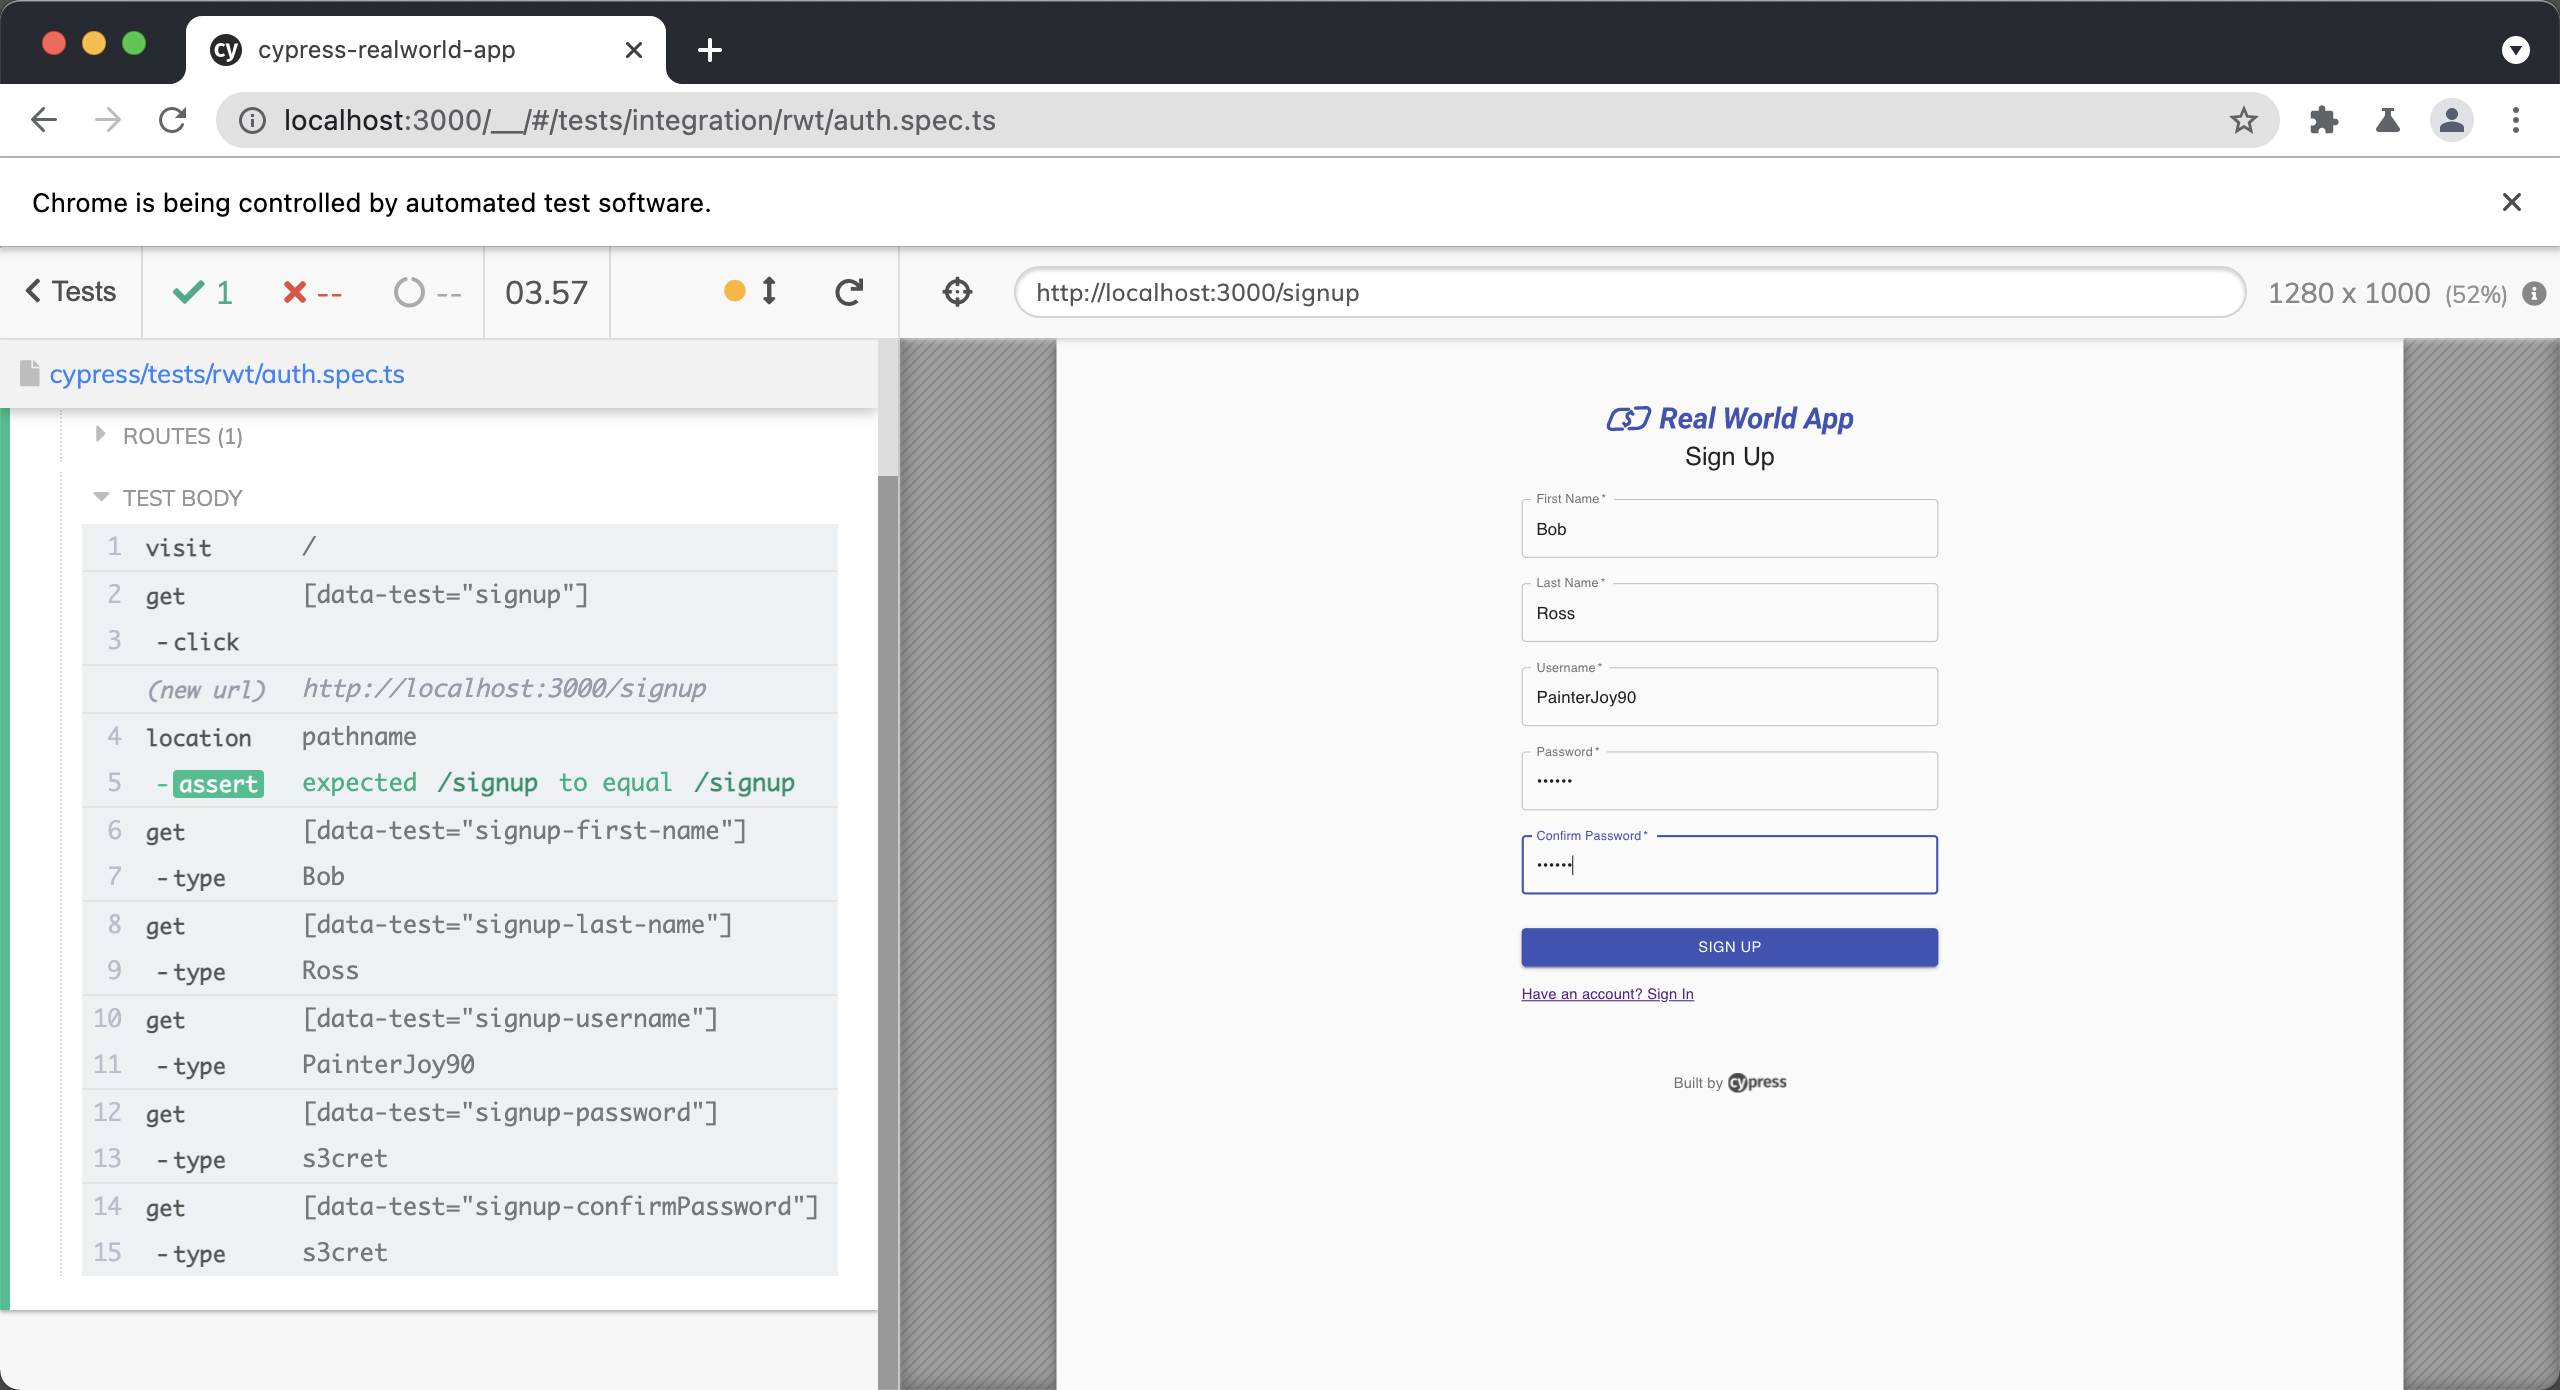 cy cypress-realworld-app
localhost:3000/__/#/tests/integration/rwt/auth.spec.ts
Chrome is being controlled by automated test software.
Tests 1 -- -- 03.57
http://localhost:3000/signup 1280 x 1000 (52%)
cypress/tests/rwt/auth.spec.ts
ROUTES (1)
TEST BODY
1 visit /
2 get [data-test="signup"]
3 -click
(new url) http://localhost:3000/signup
4 location pathname
5 -assert expected /signup to equal /signup
6 get [data-test="signup-first-name"]
7 -type Bob
8 get [data-test="signup-last-name"]
9 -type Ross
10 get [data-test="signup-username"]
11 -type PainterJoy90
12 get [data-test="signup-password"]
13 -type s3cret
14 get [data-test="signup-confirmPassword"]
15 -type s3cret
Real World App
Sign Up
First Name *
Bob
Last Name *
Ross
Username *
PainterJoy90
Password *
••••••
Confirm Password *
••••••
SIGN UP
Have an account? Sign In
Built by cypress